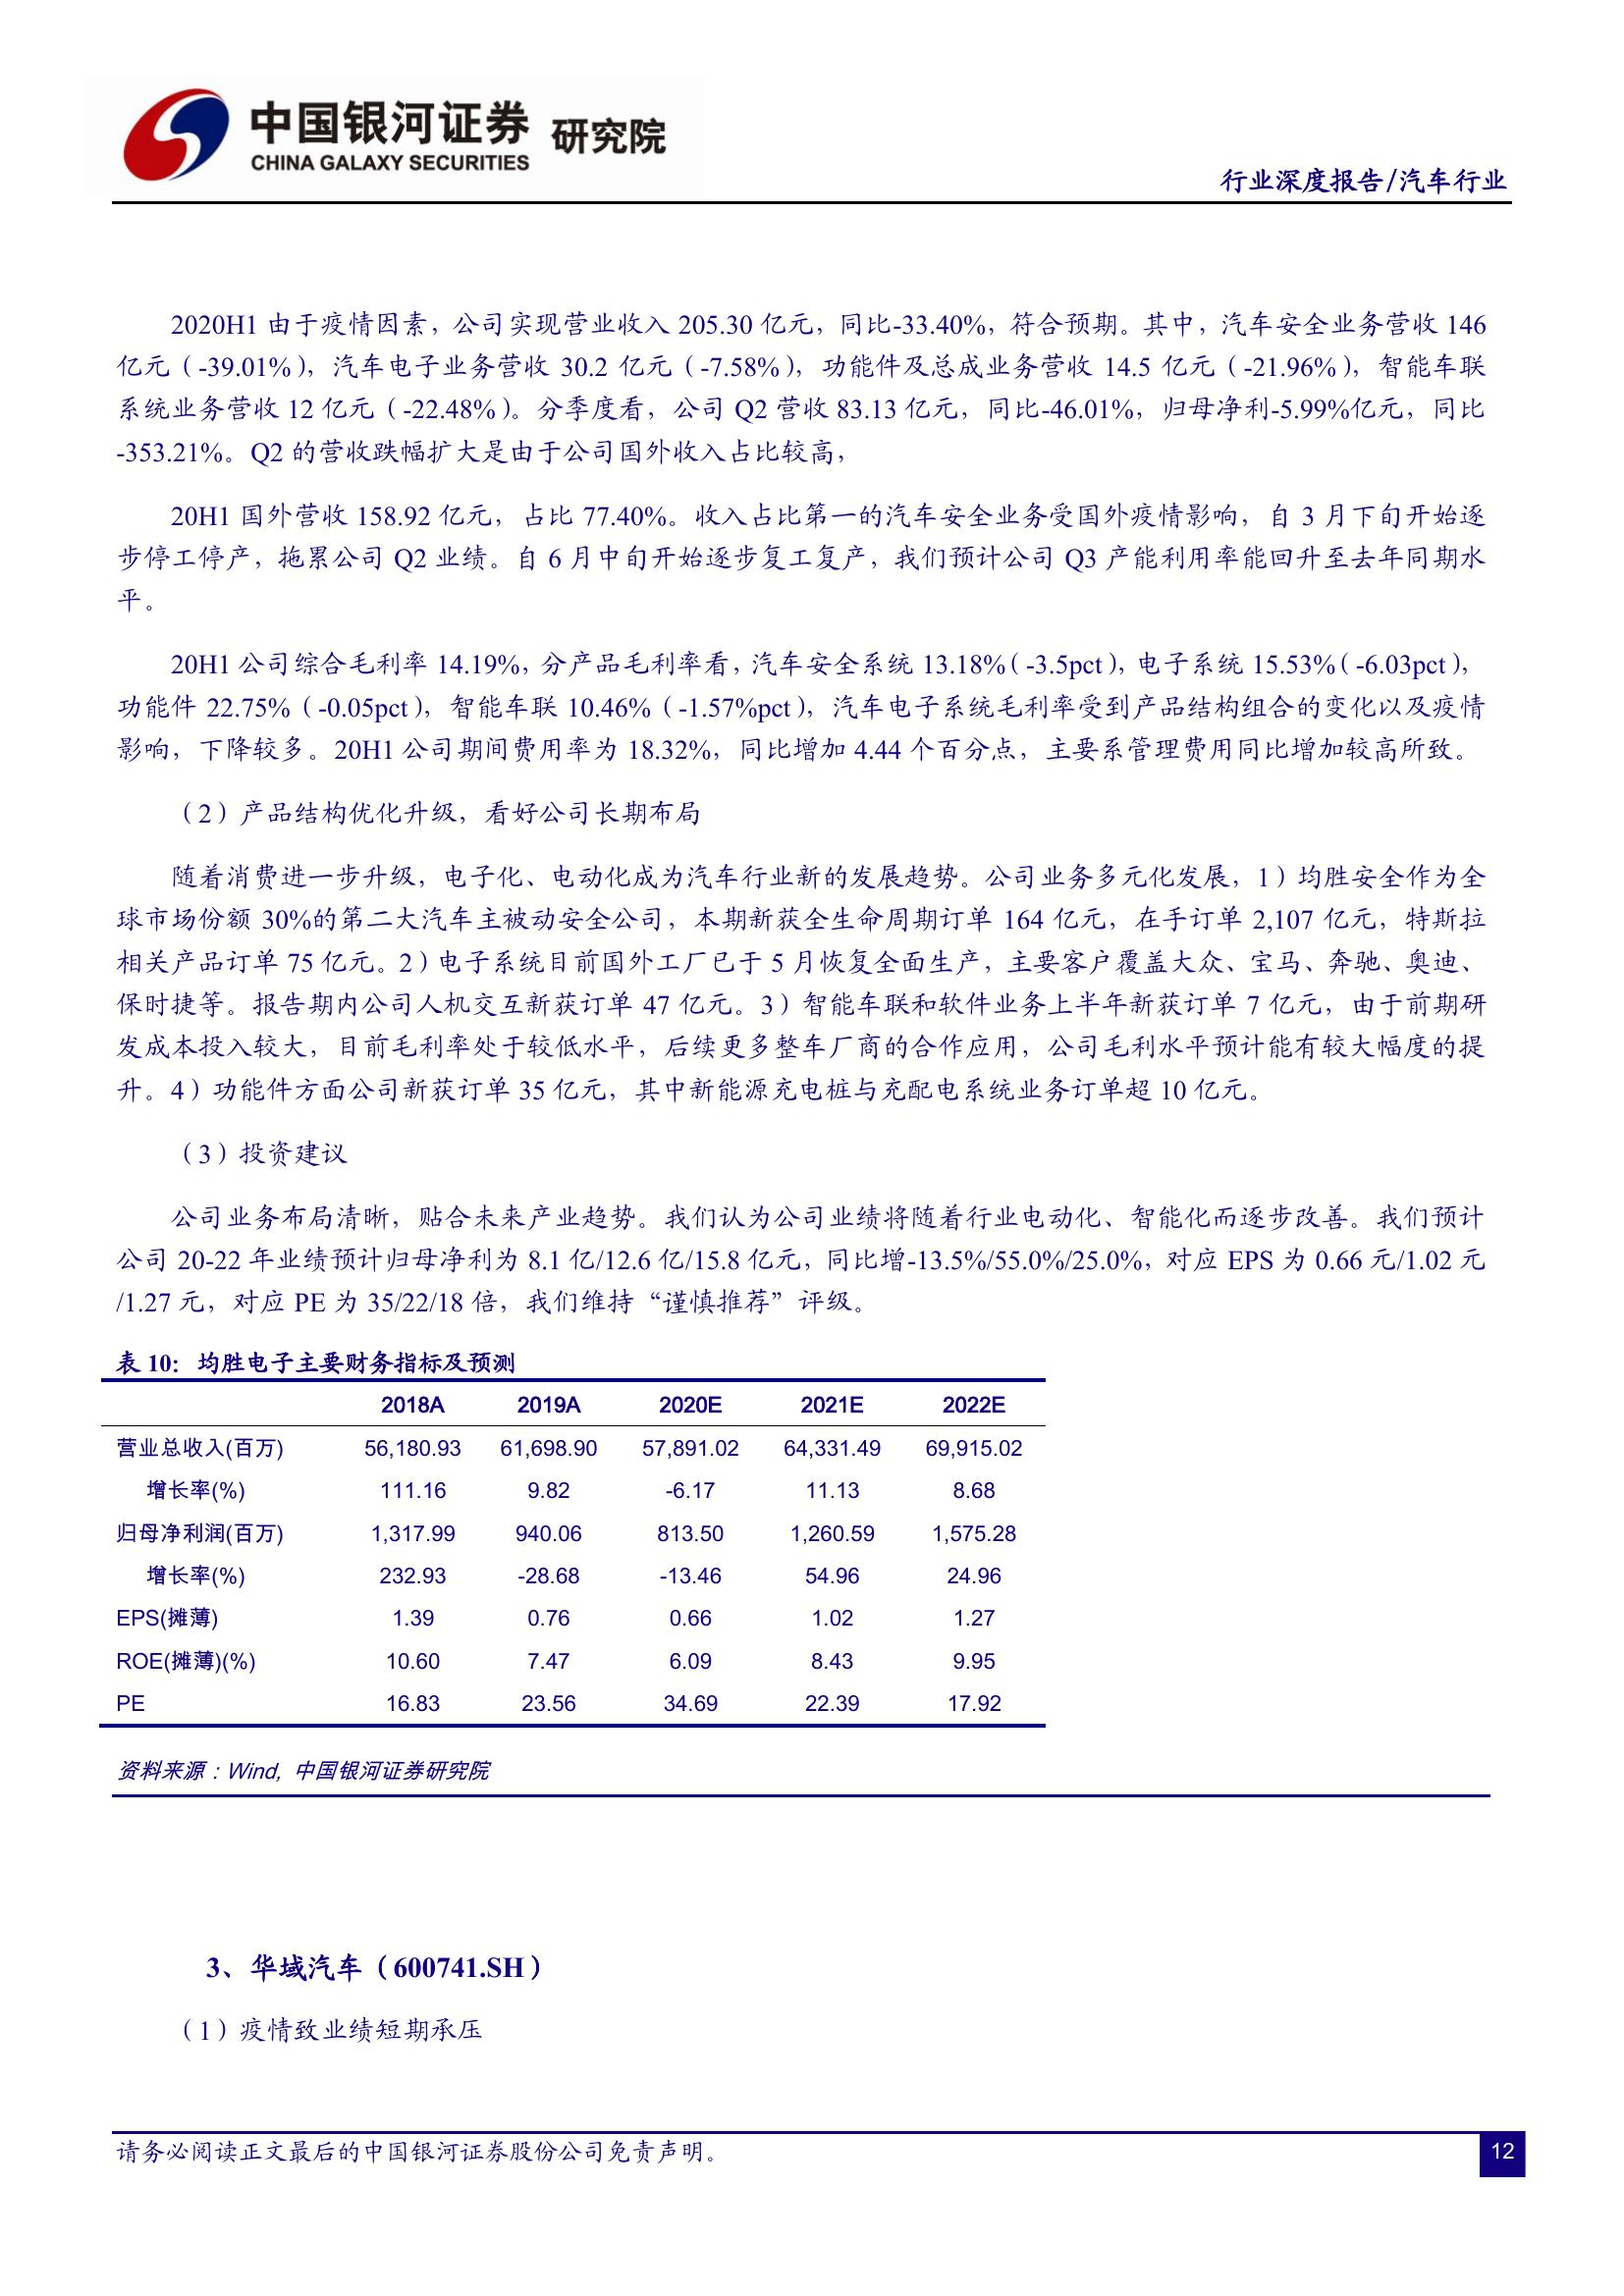 中国银河证券 研究院
CHINA GALAXY SECURITIES
行业深度报告/汽车行业
2020H1 由于疫情因素，公司实现营业收入 205.30 亿元，同比-33.40%，符合预期。其中，汽车安全业务营收 146
亿元（-39.01%），汽车电子业务营收 30.2 亿元（-7.58%），功能件及总成业务营收 14.5 亿元（-21.96%），智能车联
系统业务营收 12 亿元（-22.48%）。分季度看，公司 Q2 营收 83.13 亿元，同比-46.01%，归母净利-5.99%亿元，同比
-353.21%。Q2 的营收跌幅扩大是由于公司国外收入占比较高，
20H1 国外营收 158.92 亿元，占比 77.40%。收入占比第一的汽车安全业务受国外疫情影响，自 3 月下旬开始逐
步停工停产，拖累公司 Q2 业绩。自 6 月中旬开始逐步复工复产，我们预计公司 Q3 产能利用率能回升至去年同期水
平。
20H1 公司综合毛利率 14.19%，分产品毛利率看，汽车安全系统 13.18%（-3.5pct），电子系统 15.53%（-6.03pct），
功能件 22.75%（-0.05pct），智能车联 10.46%（-1.57%pct），汽车电子系统毛利率受到产品结构组合的变化以及疫情
影响，下降较多。20H1 公司期间费用率为 18.32%，同比增加 4.44 个百分点，主要系管理费用同比增加较高所致。
（2）产品结构优化升级，看好公司长期布局
随着消费进一步升级，电子化、电动化成为汽车行业新的发展趋势。公司业务多元化发展，1）均胜安全作为全
球市场份额 30%的第二大汽车主被动安全公司，本期新获全生命周期订单 164 亿元，在手订单 2,107 亿元，特斯拉
相关产品订单 75 亿元。2）电子系统目前国外工厂已于 5 月恢复全面生产，主要客户覆盖大众、宝马、奔驰、奥迪、
保时捷等。报告期内公司人机交互新获订单 47 亿元。3）智能车联和软件业务上半年新获订单 7 亿元，由于前期研
发成本投入较大，目前毛利率处于较低水平，后续更多整车厂商的合作应用，公司毛利水平预计能有较大幅度的提
升。4）功能件方面公司新获订单 35 亿元，其中新能源充电桩与充配电系统业务订单超 10 亿元。
（3）投资建议
公司业务布局清晰，贴合未来产业趋势。我们认为公司业绩将随着行业电动化、智能化而逐步改善。我们预计
公司 20-22 年业绩预计归母净利为 8.1 亿/12.6 亿/15.8 亿元，同比增-13.5%/55.0%/25.0%，对应 EPS 为 0.66 元/1.02 元
/1.27 元，对应 PE 为 35/22/18 倍，我们维持“谨慎推荐”评级。
表 10：均胜电子主要财务指标及预测
2018A 2019A 2020E 2021E 2022E
营业总收入(百万) 56,180.93 61,698.90 57,891.02 64,331.49 69,915.02
增长率(%) 111.16 9.82 -6.17 11.13 8.68
归母净利润(百万) 1,317.99 940.06 813.50 1,260.59 1,575.28
增长率(%) 232.93 -28.68 -13.46 54.96 24.96
EPS(摊薄) 1.39 0.76 0.66 1.02 1.27
ROE(摊薄)(%) 10.60 7.47 6.09 8.43 9.95
PE 16.83 23.56 34.69 22.39 17.92
资料来源：Wind, 中国银河证券研究院
3、华域汽车（600741.SH）
（1）疫情致业绩短期承压
请务必阅读正文最后的中国银河证券股份公司免责声明。
12